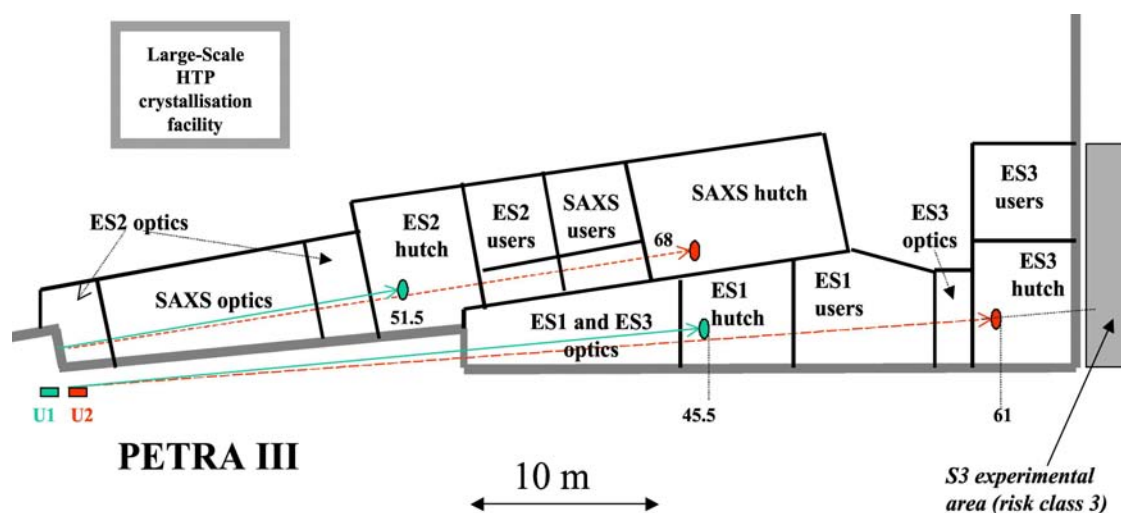 Large-Scale
HTP
crystallisation
facility
ES2 optics
SAXS optics
ES2
hutch
51.5
ES2
users
SAXS
users
68
SAXS hutch
ES3
optics
ES3
users
ES3
hutch
ES1 and ES3
optics
ES1
hutch
ES1
users
U1
U2
45.5
61
PETRA III
10 m
S3 experimental
area (risk class 3)